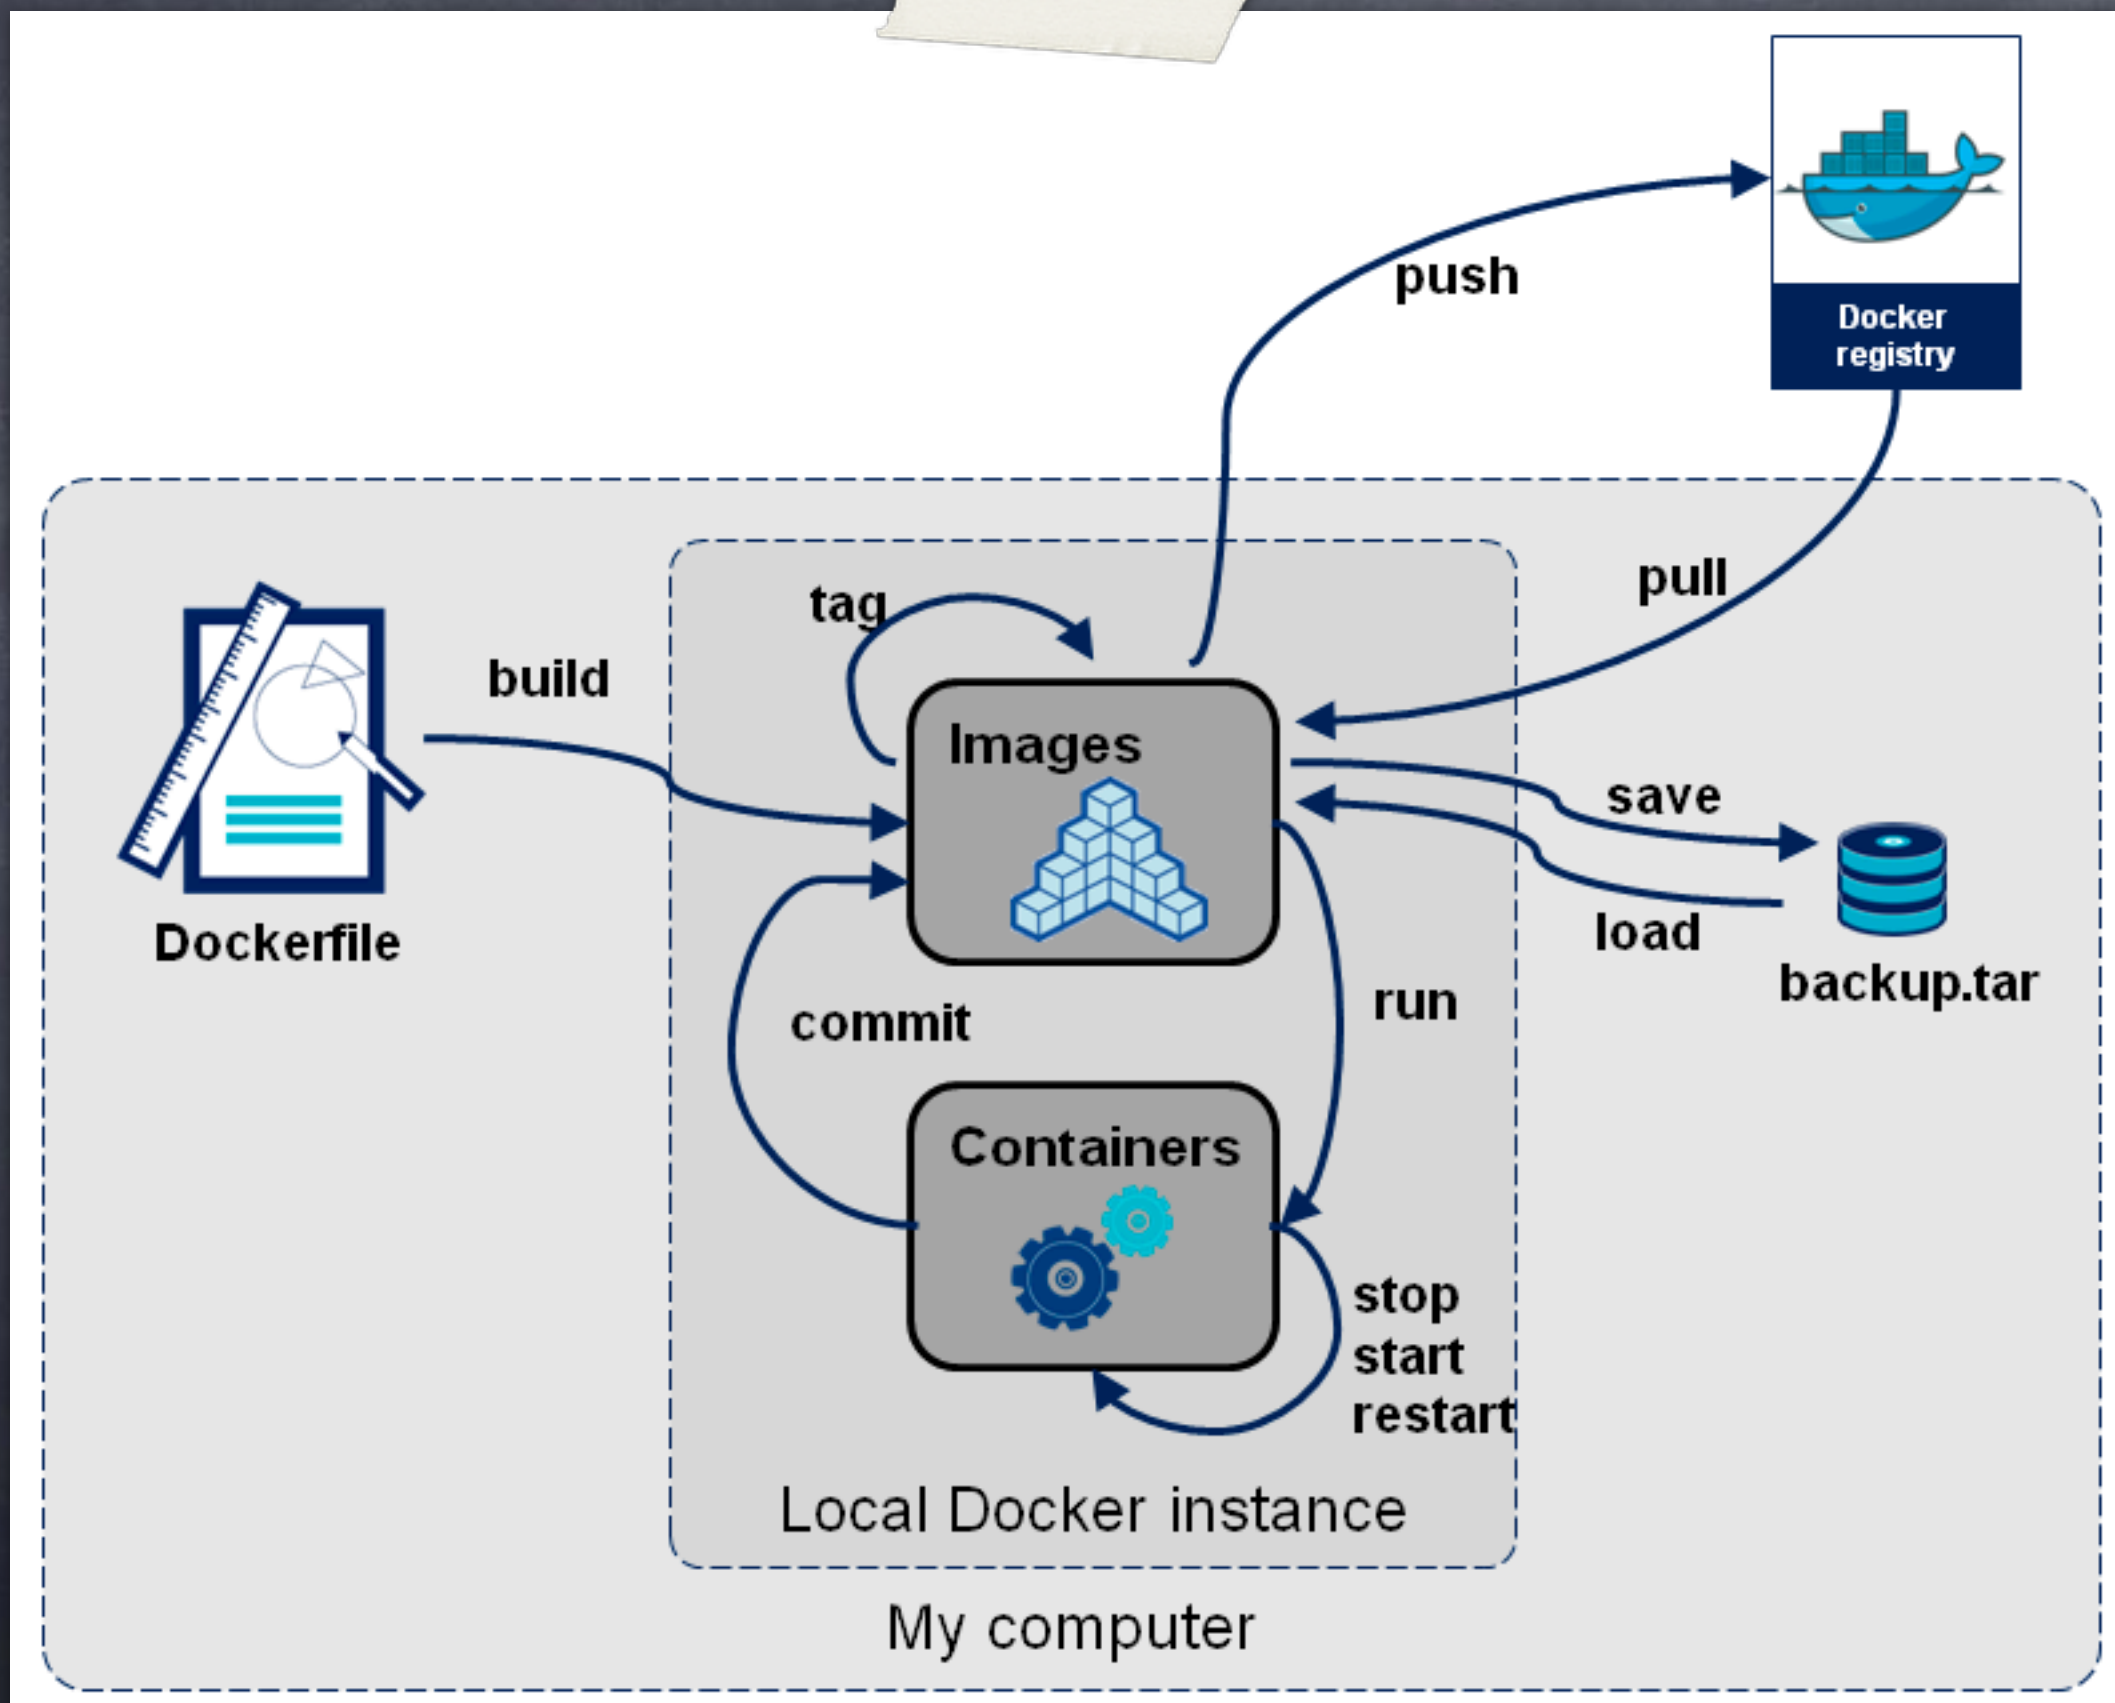 Docker
registry
push
pull
tag
build
Images
save
load
backup.tar
Dockerfile
commit
run
Containers
stop
start
restart
Local Docker instance
My computer